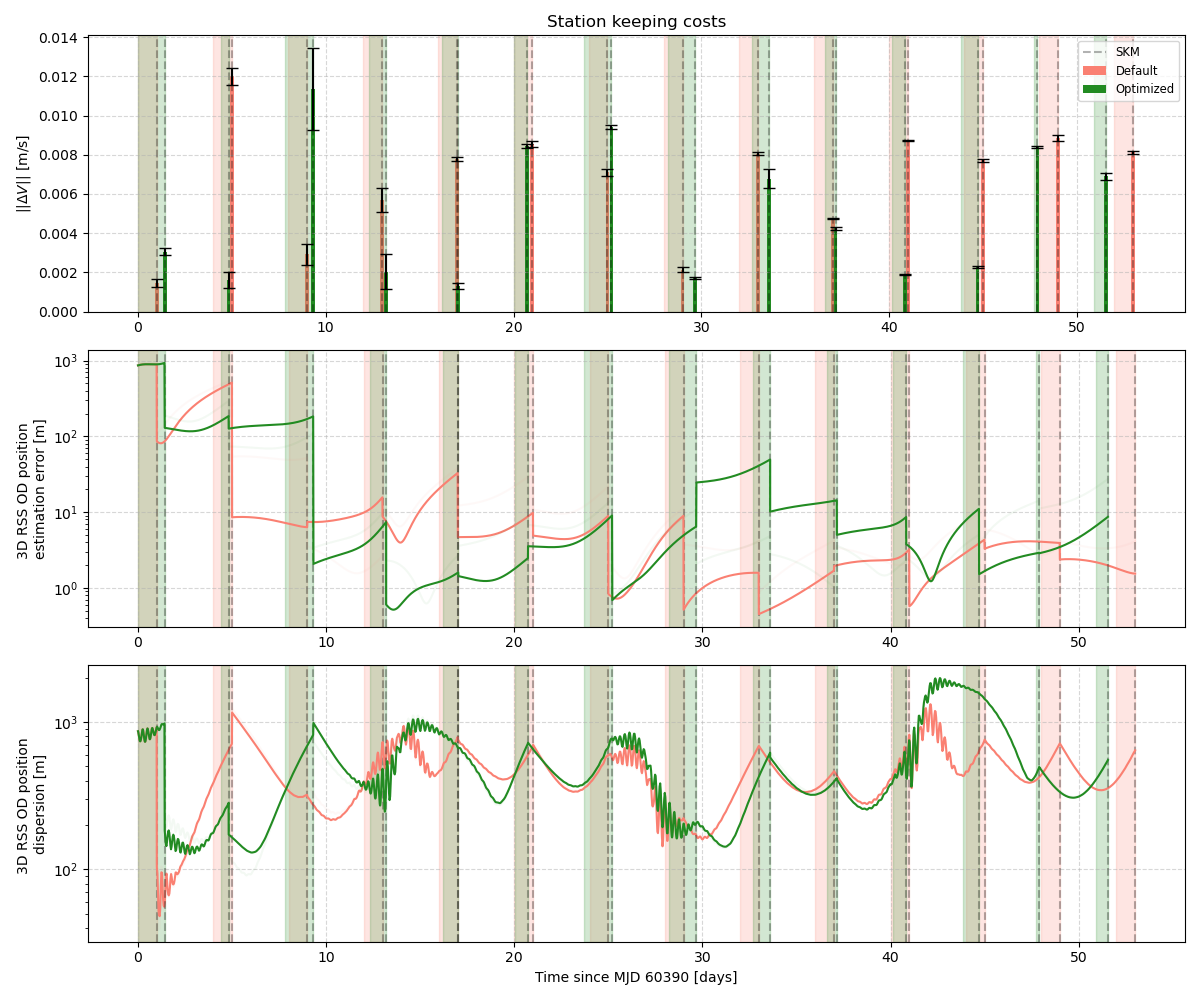 Station keeping costs
||ΔV|| [m/s]
0.014
0.012
0.010
0.008
0.006
0.004
0.002
0.000
SKM
Default
Optimized
0 10 20 30 40 50
3D RSS OD position
estimation error [m]
10³
10²
10¹
10⁰
0 10 20 30 40 50
3D RSS OD position
dispersion [m]
10³
10²
0 10 20 30 40 50
Time since MJD 60390 [days]